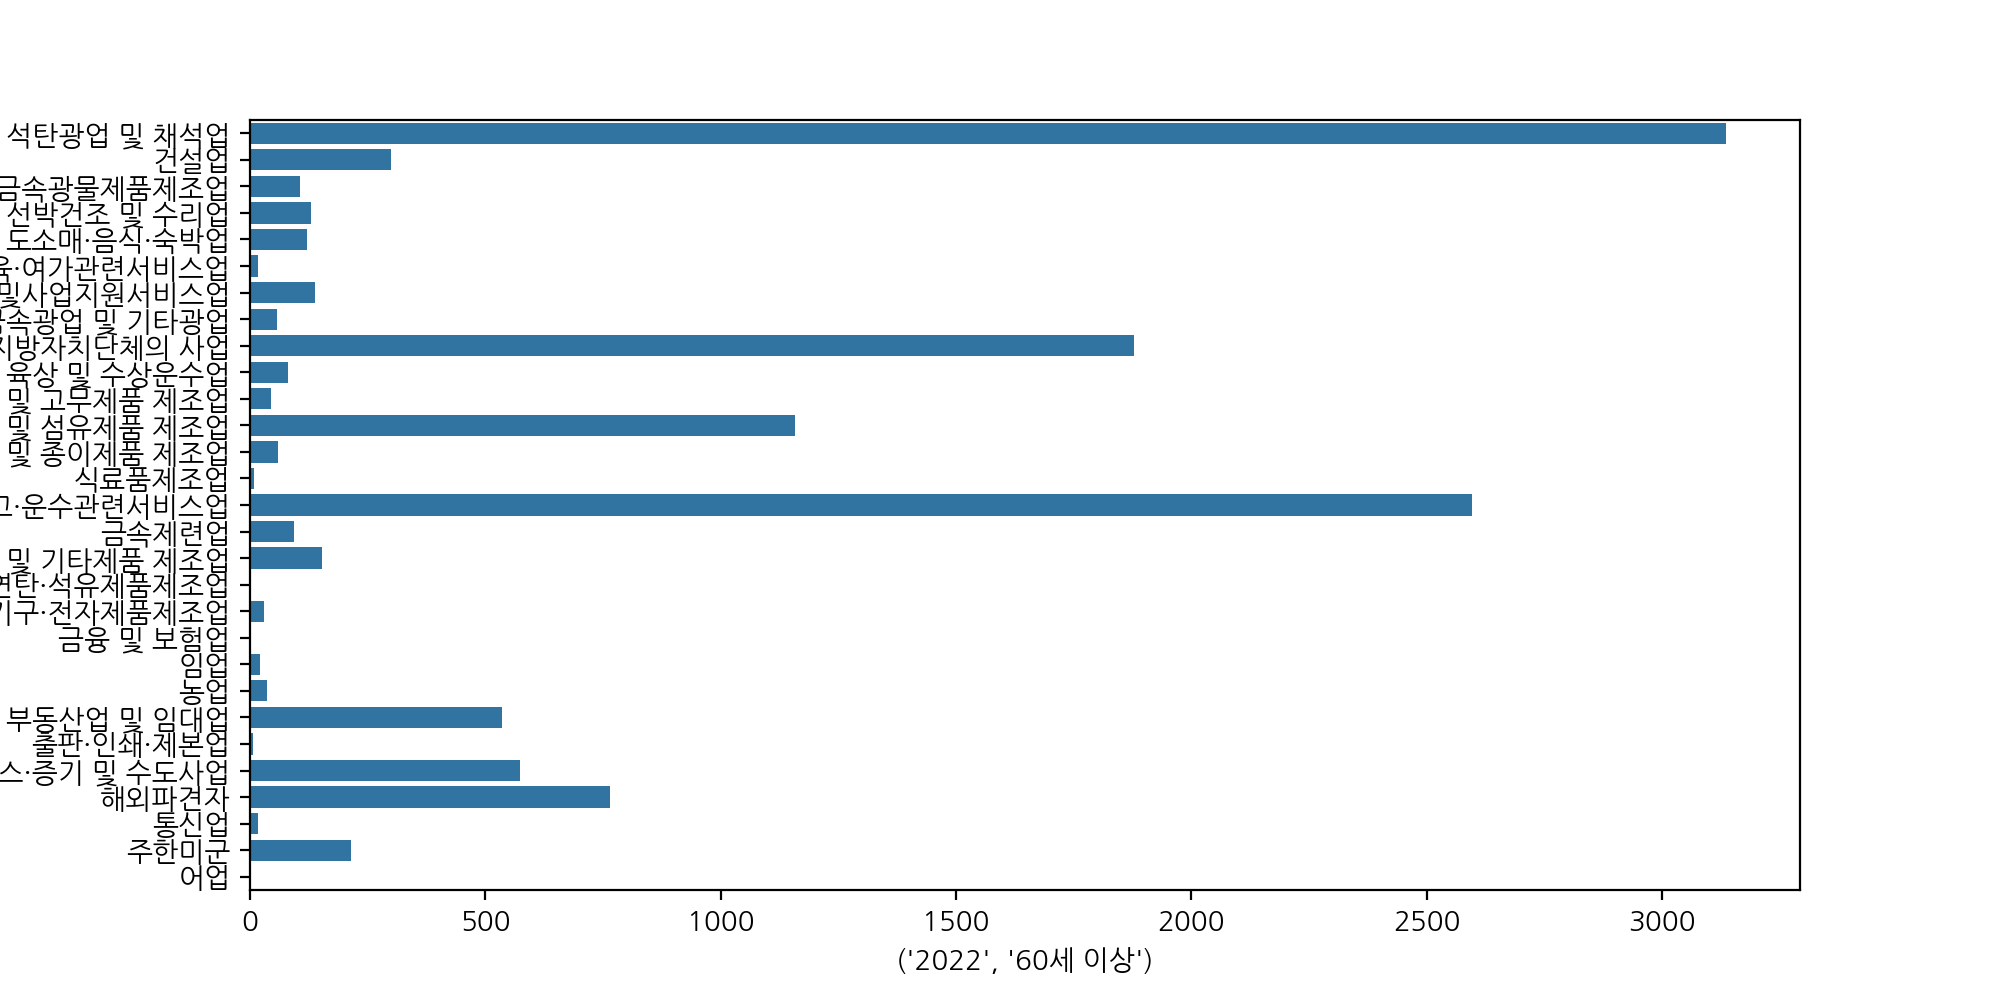 석탄광업 및 채석업
건설업
금속광물제품제조업
선박건조 및 수리업
도소매·음식·숙박업
·여가관련서비스업
및사업지원서비스업
속광업 및 기타광업
지방자치단체의 사업
육상 및 수상운수업
및 고무제품 제조업
및 섬유제품 제조업
및 종이제품 제조업
식료품제조업
고·운수관련서비스업
금속제련업
및 기타제품 제조업
연탄·석유제품제조업
기구·전자제품제조업
금융 및 보험업
임업
농업
부동산업 및 임대업
출판·인쇄·제본업
스·증기 및 수도사업
해외파견자
통신업
주한미군
어업
0 500 1000 1500 2000 2500 3000
('2022', '60세 이상')